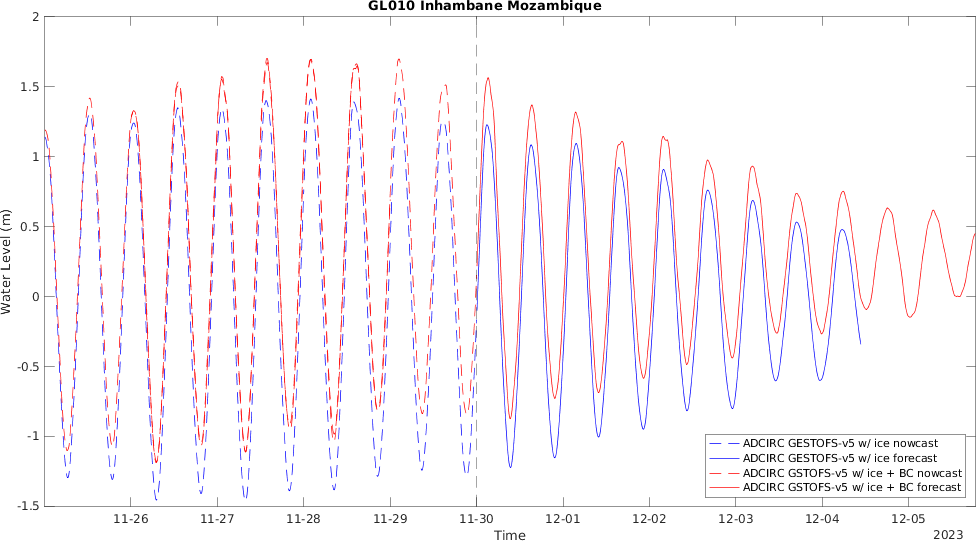 GL010 Inhambane Mozambique
2
1.5
1
0.5
0
-0.5
-1
-1.5
Water Level (m)
ADCIRC GESTOFS-v5 w/ ice nowcast
ADCIRC GESTOFS-v5 w/ ice forecast
ADCIRC GSTOFS-v5 w/ ice + BC nowcast
ADCIRC GSTOFS-v5 w/ ice + BC forecast
11-26 11-27 11-28 11-29 11-30 12-01 12-02 12-03 12-04 12-05
Time
2023